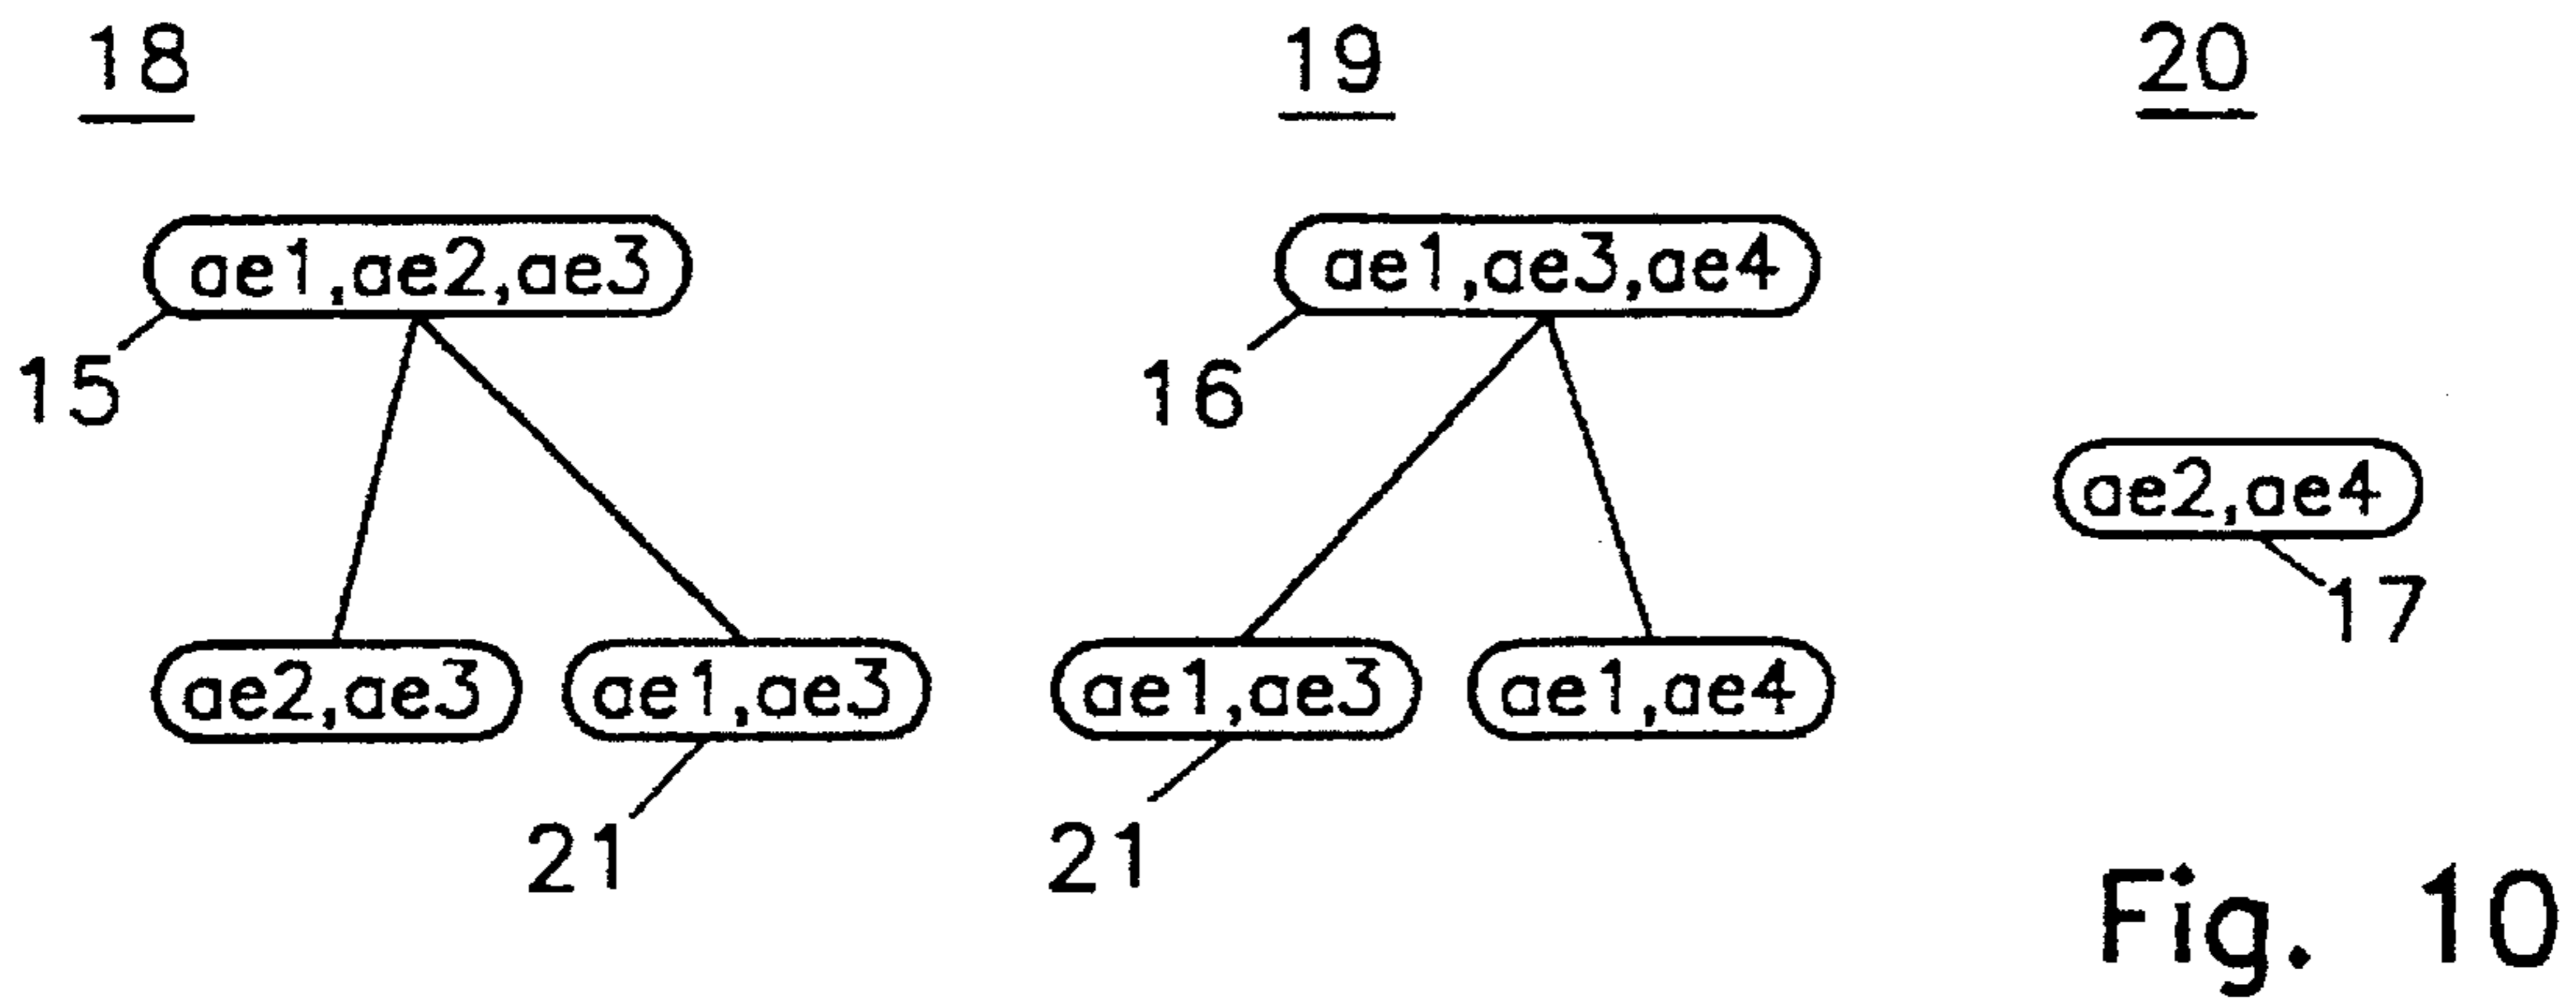 18 19 20
ae1,ae2,ae3 ae1,ae3,ae4
15 16
ae2,ae4
17
ae2,ae3 ae1,ae3 ae1,ae3 ae1,ae4
21 21
Fig. 10